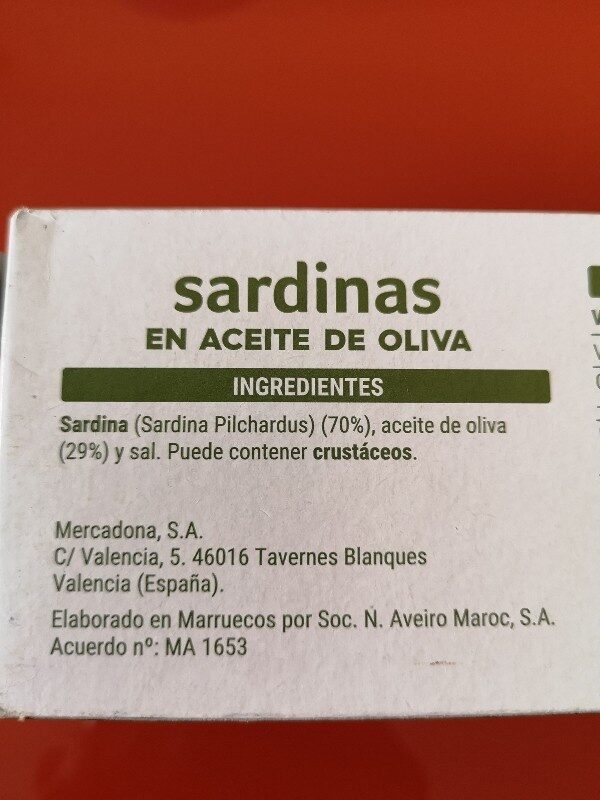 sardinas
EN ACEITE DE OLIVA
INGREDIENTES
Sardina (Sardina Pilchardus) (70%), aceite de oliva
(29%) y sal. Puede contener crustáceos.
Mercadona, S.A.
C/ Valencia, 5. 46016 Tavernes Blanques
Valencia (España).
Elaborado en Marruecos por Soc. N. Aveiro Maroc, S.A.
Acuerdo nº: MA 1653